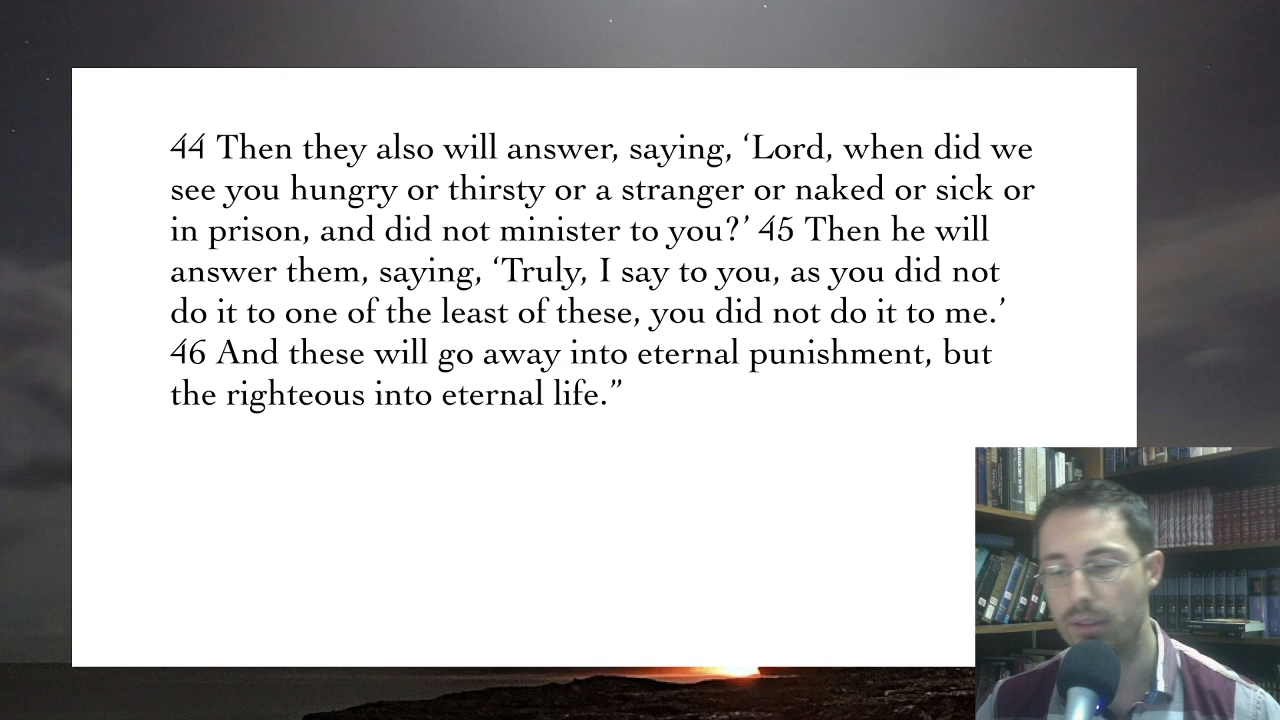 44 Then they also will answer, saying, ‘Lord, when did we
see you hungry or thirsty or a stranger or naked or sick or
in prison, and did not minister to you?’ 45 Then he will
answer them, saying, ‘Truly, I say to you, as you did not
do it to one of the least of these, you did not do it to me.’
46 And these will go away into eternal punishment, but
the righteous into eternal life.”